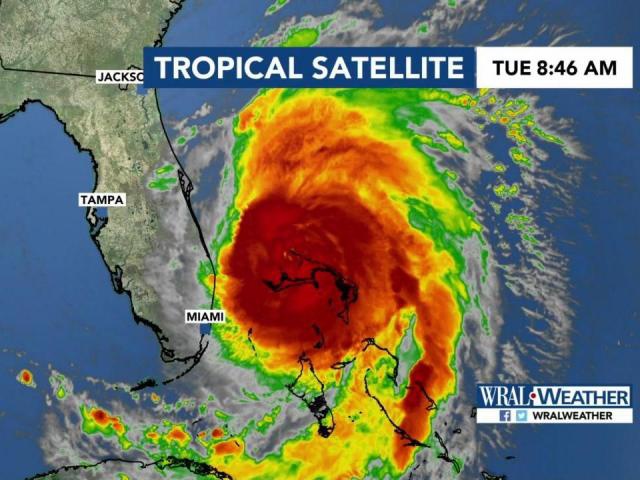 TROPICAL SATELLITE
TUE 8:46 AM
JACKSO
TAMPA
MIAMI
WRAL WEATHER
WRALWEATHER